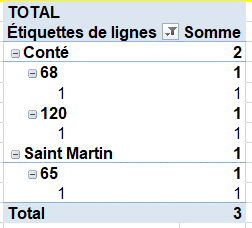 TOTAL
Étiquettes de lignes Somme
Conté 2
68 1
1 1
120 1
1 1
Saint Martin 1
65 1
1 1
Total 3